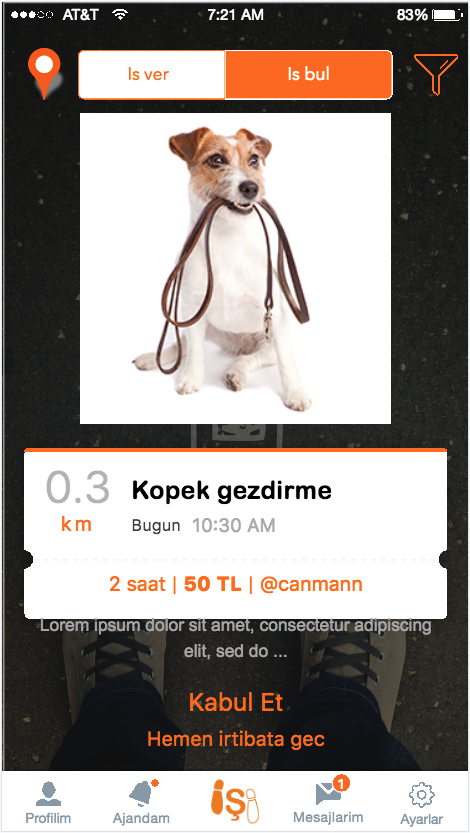 AT&T 7:21 AM 83%
Is ver Is bul
0.3 km
Kopek gezdirme
Bugun 10:30 AM
2 saat | 50 TL | @canmann
Lorem ipsum dolor sit amet, consectetur adipiscing
elit, sed do ...
Kabul Et
Hemen irtibata gec
işi 1
Profilim Ajandam Mesajlarim Ayarlar